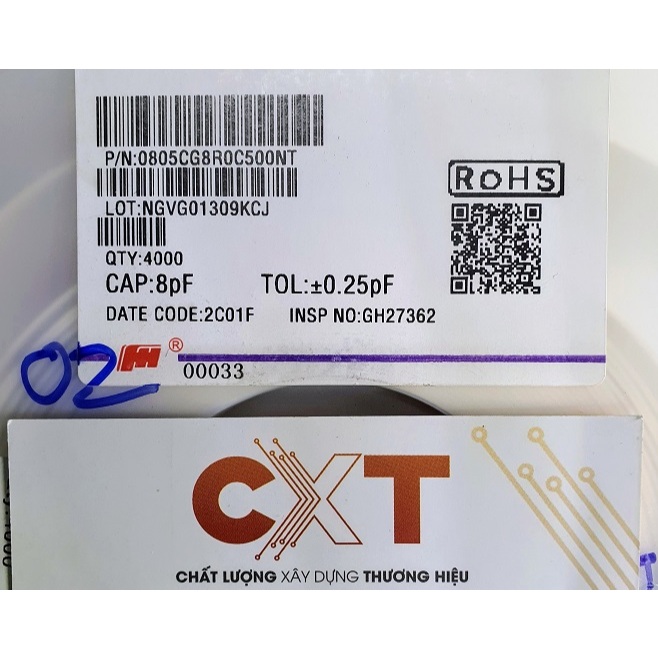 P/N:0805CG8R0C500NT
RoHS
LOT:NGVG01309KCJ
QTY:4000
CAP:8pF TOL:±0.25pF
DATE CODE:2C01F INSP NO:GH27362
02 ®
00033
CXT
CHẤT LƯỢNG XÂY DỰNG THƯƠNG HIỆU